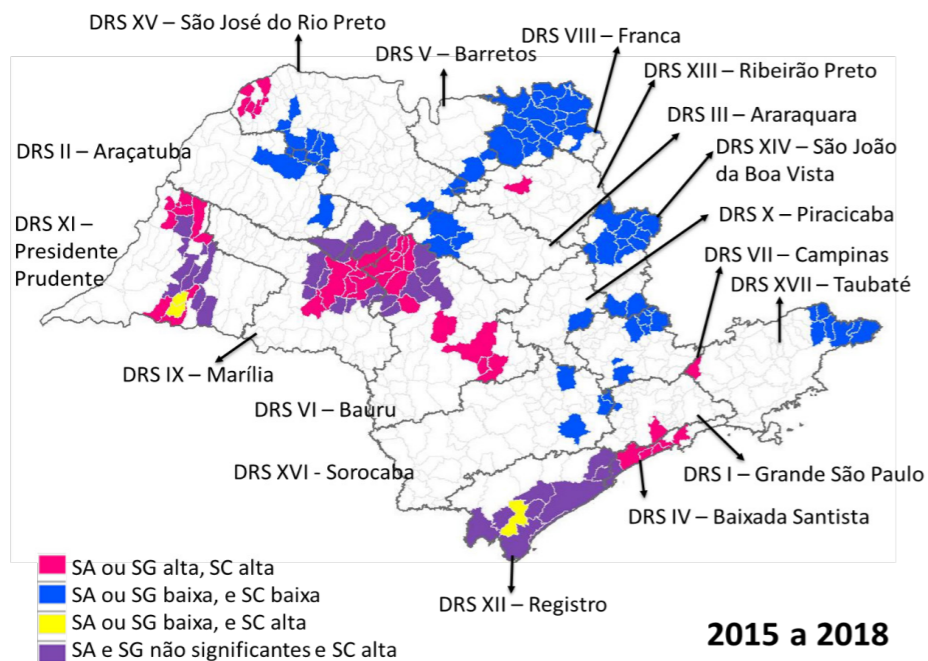 DRS XV – São José do Rio Preto
DRS V – Barretos
DRS VIII – Franca
DRS XIII – Ribeirão Preto
DRS III – Araraquara
DRS II – Araçatuba
DRS XIV – São João
da Boa Vista
DRS XI –
Presidente
Prudente
DRS X – Piracicaba
DRS VII – Campinas
DRS XVII – Taubaté
DRS IX – Marília
DRS VI – Bauru
DRS XVI - Sorocaba
DRS I – Grande São Paulo
DRS IV – Baixada Santista
DRS XII – Registro
SA ou SG alta, SC alta
SA ou SG baixa, e SC baixa
SA ou SG baixa, e SC alta
SA e SG não significantes e SC alta
2015 a 2018